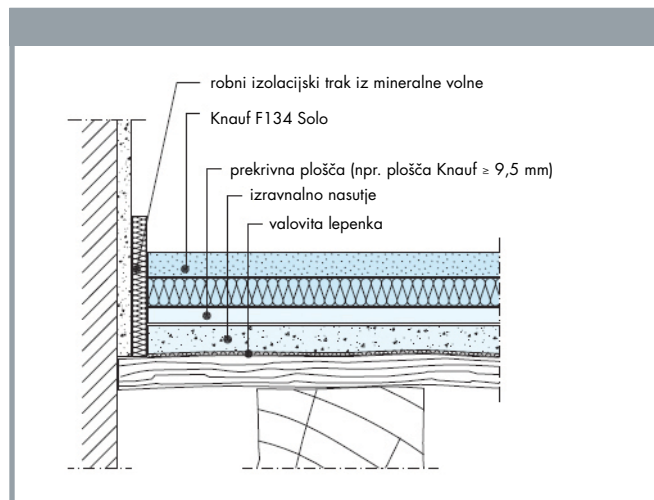 robni izolacijski trak iz mineralne volne
Knauf F134 Solo
prekrivna plošča (npr. plošča Knauf ≥ 9,5 mm)
izravnalno nasutje
valovita lepenka